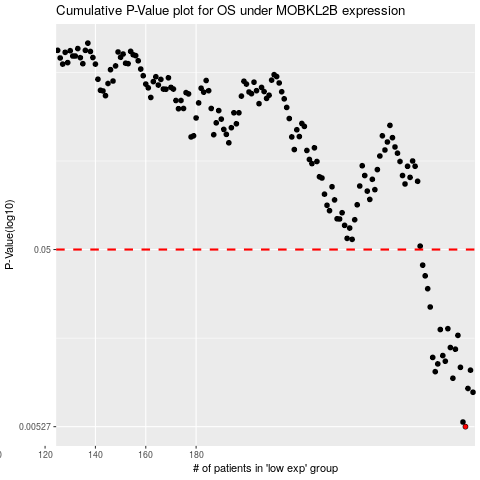 Cumulative P-Value plot for OS under MOBKL2B expression
P-Value(log10)
0.05
0.00527
0 120 140 160 180
# of patients in 'low exp' group